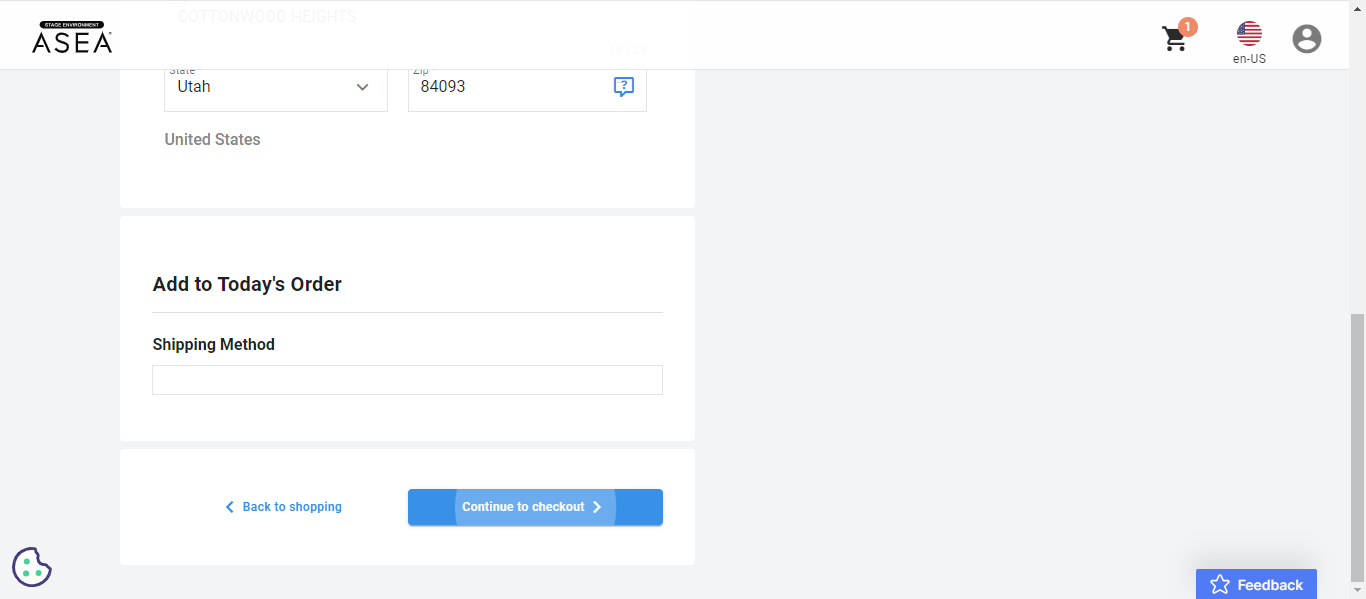 COTTONWOOD HEIGHTS
STAGE ENVIRONMENT
ASEA
1
en-US
18 / 20
State
Zip
Utah
84093
?
United States
Add to Today's Order
Shipping Method
Back to shopping
Continue to checkout
Feedback